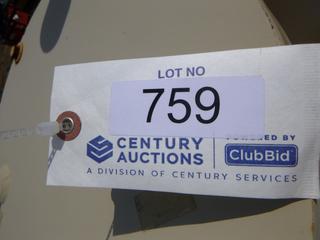 LOT NO
759
CENTURY
AUCTIONS
POWERED BY
ClubBid
A DIVISION OF CENTURY SERVICES